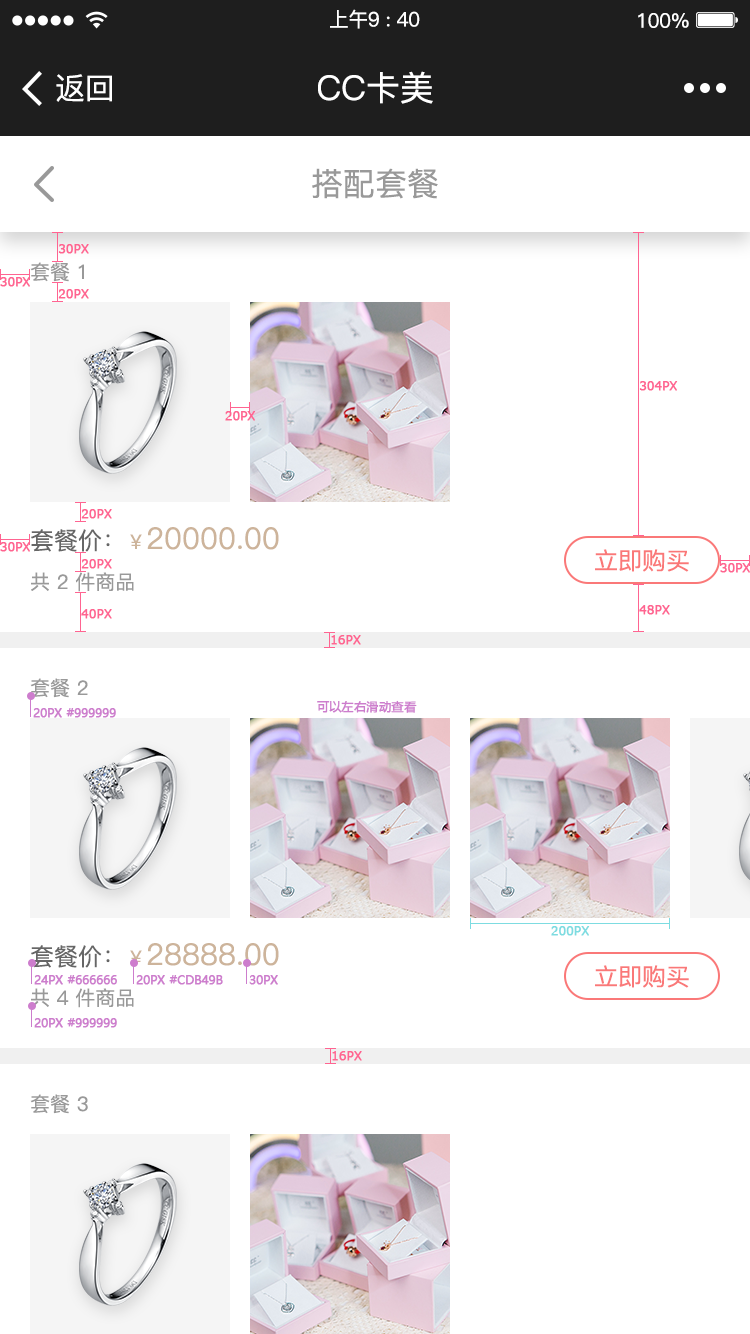 上午9 : 40
100%
返回
CC卡美
搭配套餐
30PX
套餐 1
30PX
20PX
304PX
20PX
20PX
套餐价： ¥20000.00
30PX
20PX
立即购买
30PX
共 2 件商品
40PX
48PX
16PX
套餐 2
20PX #999999
可以左右滑动查看
200PX
套餐价： ¥28888.00
24PX #666666
20PX #CDB49B
30PX
立即购买
共 4 件商品
20PX #999999
16PX
套餐 3